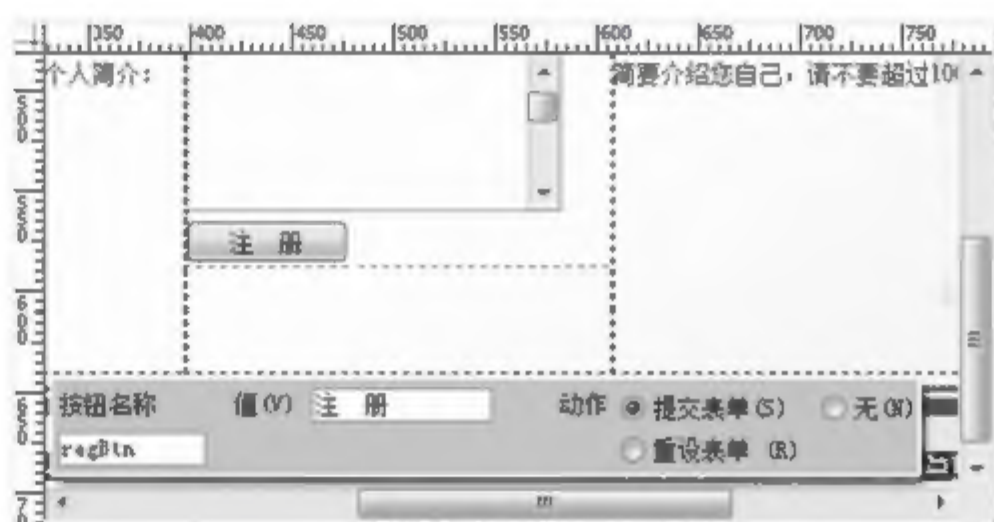 350 400 450 500 550 600 650 700 750
个人简介： 简要介绍您自己，请不要超过10
注 册
按钮名称 值(V) 注 册 动作 提交表单(S) 无(N)
regBtn 重设表单 (R)